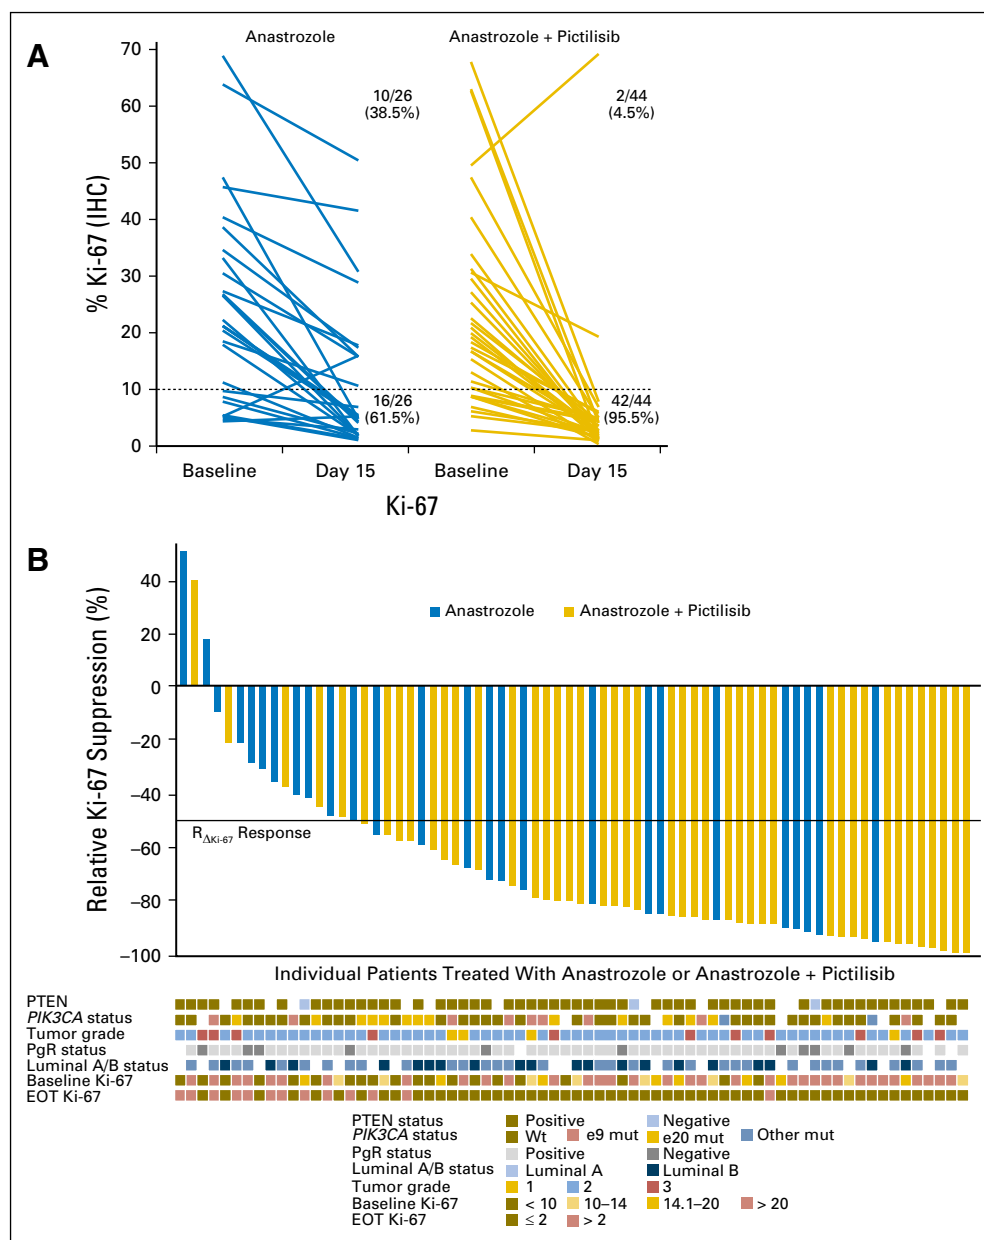 A
Anastrozole
Anastrozole + Pictilisib
% Ki-67 (IHC)
70
60
50
40
30
20
10
0
10/26
(38.5%)
2/44
(4.5%)
16/26
(61.5%)
42/44
(95.5%)
Baseline Day 15 Baseline Day 15
Ki-67
B
Relative Ki-67 Suppression (%)
40
20
0
–20
–40
–60
–80
–100
Anastrozole Anastrozole + Pictilisib
RΔKi-67 Response
Individual Patients Treated With Anastrozole or Anastrozole + Pictilisib
PTEN
PIK3CA status
Tumor grade
PgR status
Luminal A/B status
Baseline Ki-67
EOT Ki-67
PTEN status Positive Negative
PIK3CA status Wt e9 mut e20 mut Other mut
PgR status Positive Negative
Luminal A/B status Luminal A Luminal B
Tumor grade 1 2 3
Baseline Ki-67 < 10 10–14 14.1–20 > 20
EOT Ki-67 ≤ 2 > 2